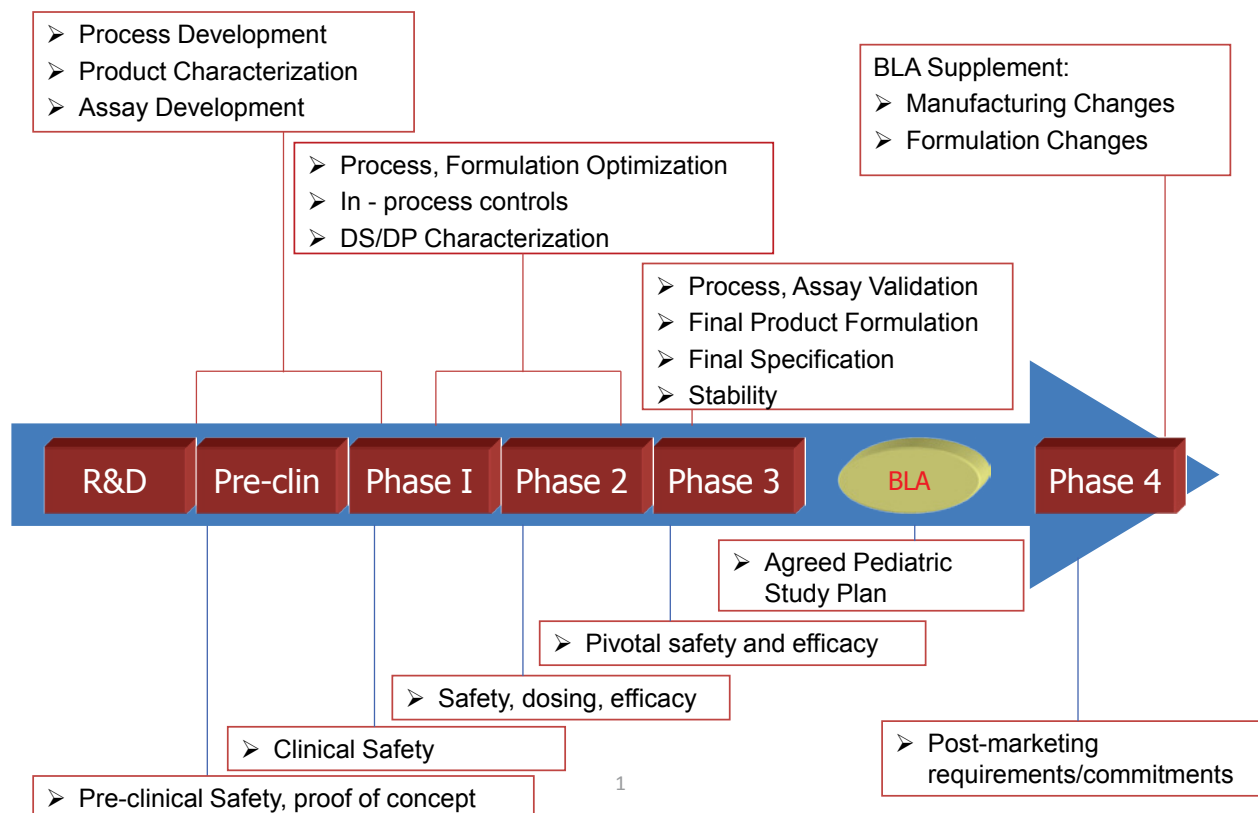 ➢ Process Development
➢ Product Characterization
➢ Assay Development
BLA Supplement:
➢ Manufacturing Changes
➢ Formulation Changes
➢ Process, Formulation Optimization
➢ In - process controls
➢ DS/DP Characterization
➢ Process, Assay Validation
➢ Final Product Formulation
➢ Final Specification
➢ Stability
R&D
Pre-clin
Phase I
Phase 2
Phase 3
BLA
Phase 4
➢ Agreed Pediatric
Study Plan
➢ Pivotal safety and efficacy
➢ Safety, dosing, efficacy
➢ Clinical Safety
➢ Post-marketing
requirements/commitments
➢ Pre-clinical Safety, proof of concept
1